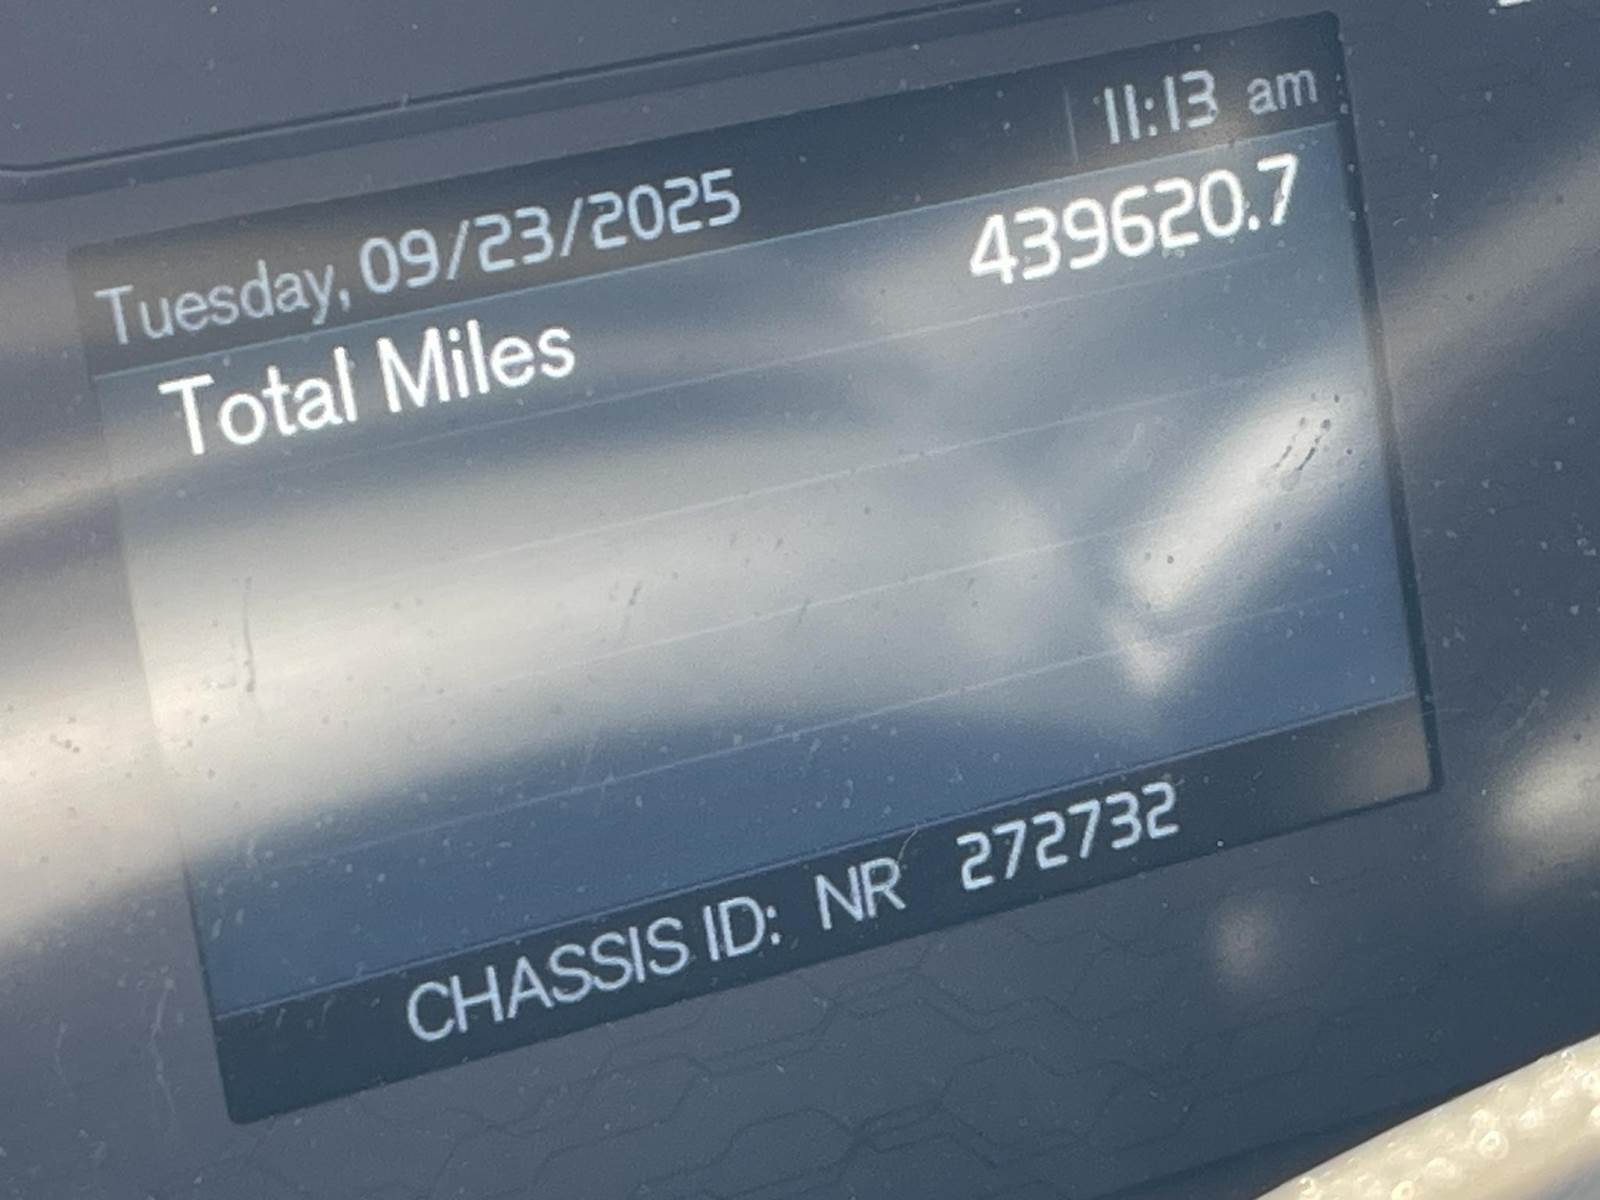 Tuesday, 09/23/2025 11:13 am
Total Miles 439620.7
CHASSIS ID: NR 272732